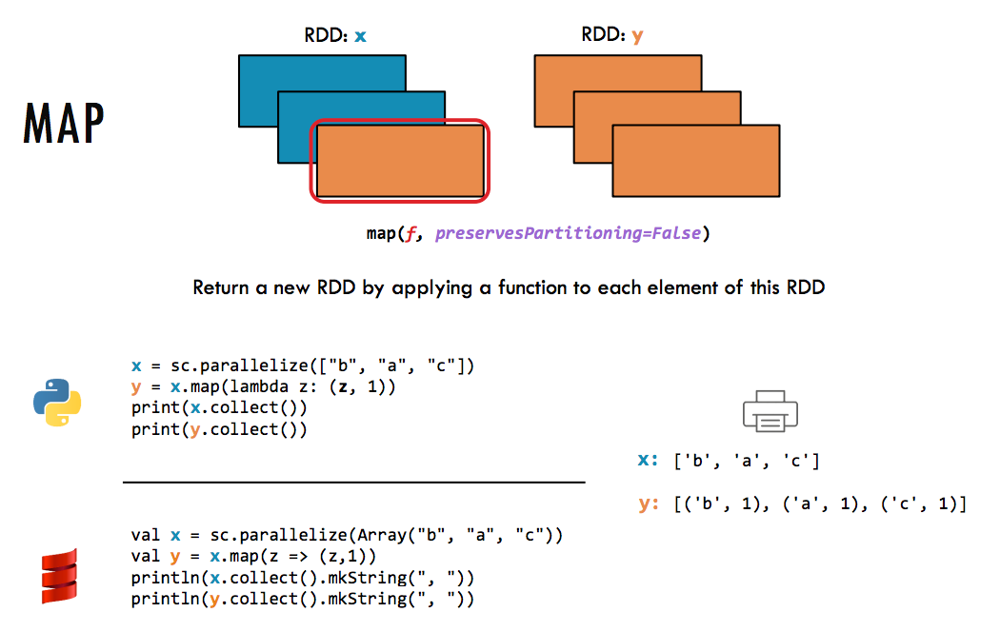 RDD: x
RDD: y
MAP
map(f, preservesPartitioning=False)
Return a new RDD by applying a function to each element of this RDD
x = sc.parallelize(["b", "a", "c"])
y = x.map(lambda z: (z, 1))
print(x.collect())
print(y.collect())
x: ['b', 'a', 'c']
y: [('b', 1), ('a', 1), ('c', 1)]
val x = sc.parallelize(Array("b", "a", "c"))
val y = x.map(z => (z,1))
println(x.collect().mkString(", "))
println(y.collect().mkString(", "))